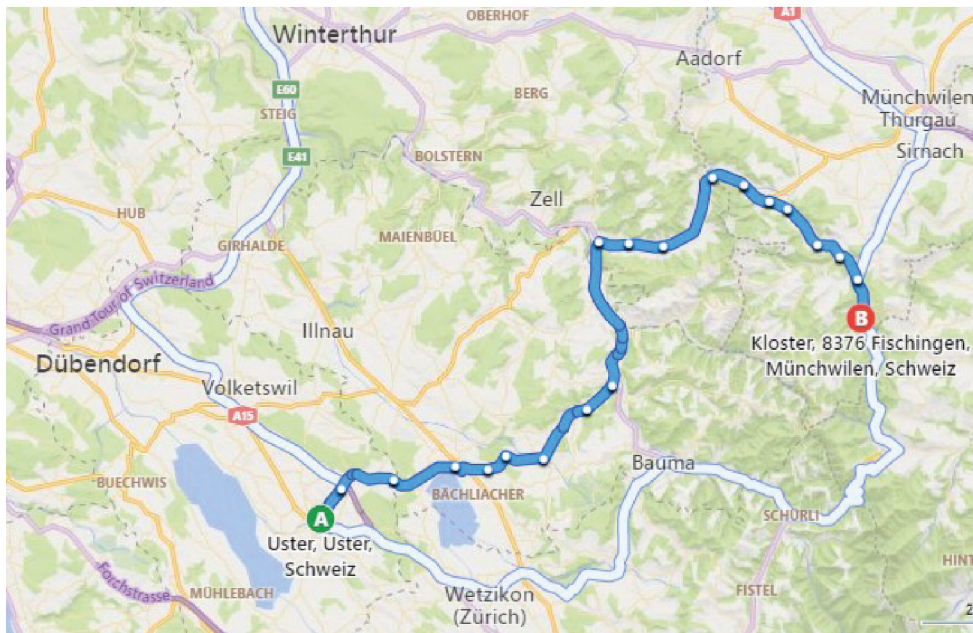 OBERHOF
A1
Winterthur
Aadorf
E60
BERG
Münchwilen
Thurgau
STEIG
Sirnach
E41
BOLSTERN
Zell
HUB
MAIENBÜEL
GIRHALDE
Grand Tour of Switzerland
Illnau
B
Kloster, 8376 Fischingen,
Münchwilen, Schweiz
Dübendorf
Volketswil
A15
Bauma
BUECHWIS
BÄCHLIACHER
A
SCHÜRLI
Uster, Uster,
Schweiz
HINT
Forchstrasse
MÜHLEBACH
Wetzikon
(Zürich)
FISTEL
2